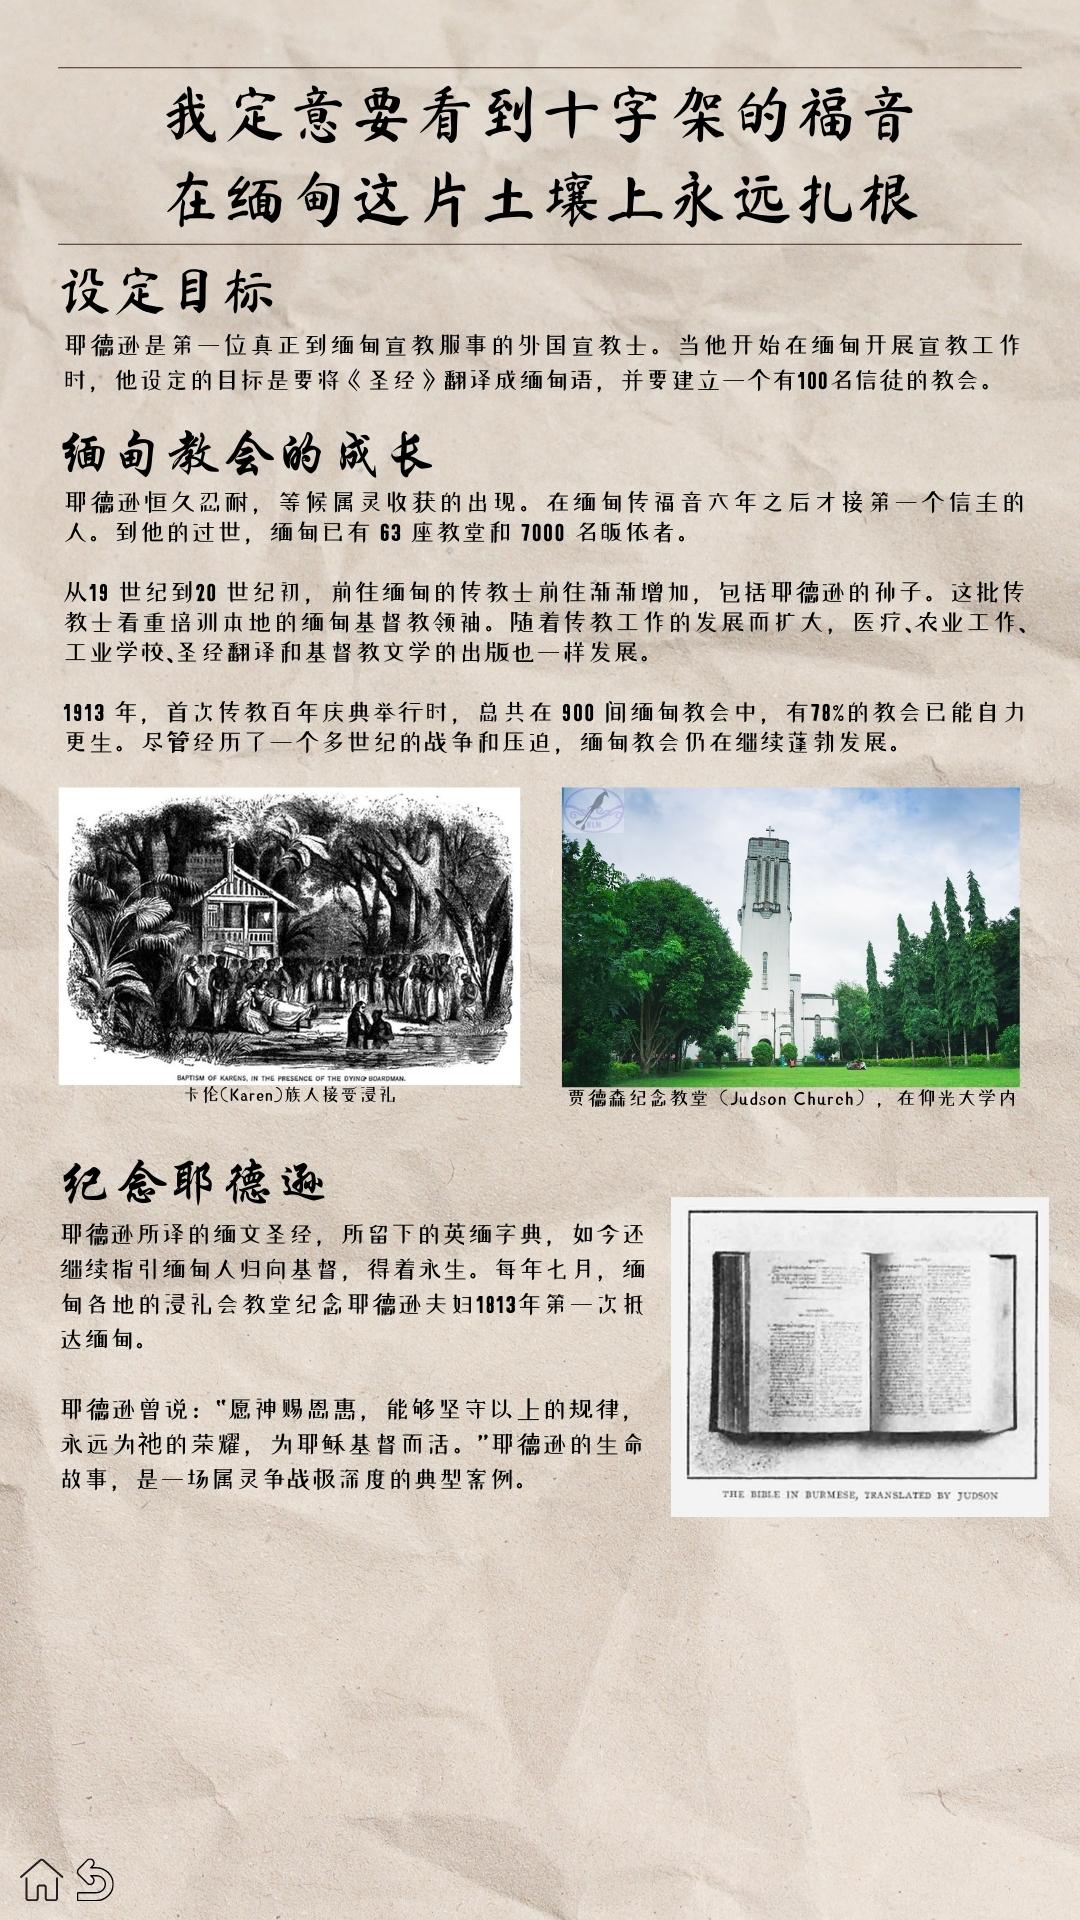 我定意要看到十字架的福音
在缅甸这片土壤上永远扎根
设定目标
耶德逊是第一位真正到缅甸宣教服事的外国宣教士。当他开始在缅甸开展宣教工作
时，他设定的目标是要将《圣经》翻译成缅甸语，并要建立一个有100名信徒的教会。
缅甸教会的成长
耶德逊恒久忍耐，等候属灵收获的出现。在缅甸传福音六年之后才接第一个信主的
人。到他的过世，缅甸已有 63 座教堂和 7000 名皈依者。
从19 世纪到20 世纪初，前往缅甸的传教士前往渐渐增加，包括耶德逊的孙子。这批传
教士看重培训本地的缅甸基督教领袖。随着传教工作的发展而扩大，医疗、农业工作、
工业学校、圣经翻译和基督教文学的出版也一样发展。
1913 年，首次传教百年庆典举行时，总共在 900 间缅甸教会中，有78%的教会已能自力
更生。尽管经历了一个多世纪的战争和压迫，缅甸教会仍在继续蓬勃发展。
BAPTISM OF KARENS, IN THE PRESENCE OF THE DYING BOARDMAN.
卡伦(Karen)族人接受浸礼
贾德森纪念教堂（Judson Church），在仰光大学内
纪念耶德逊
耶德逊所译的缅文圣经，所留下的英缅字典，如今还
继续指引缅甸人归向基督，得着永生。每年七月，缅
甸各地的浸礼会教堂纪念耶德逊夫妇1813年第一次抵
达缅甸。
耶德逊曾说：“愿神赐恩惠，能够坚守以上的规律，
永远为祂的荣耀，为耶稣基督而活。”耶德逊的生命
故事，是一场属灵争战极深度的典型案例。
THE BIBLE IN BURMESE, TRANSLATED BY JUDSON